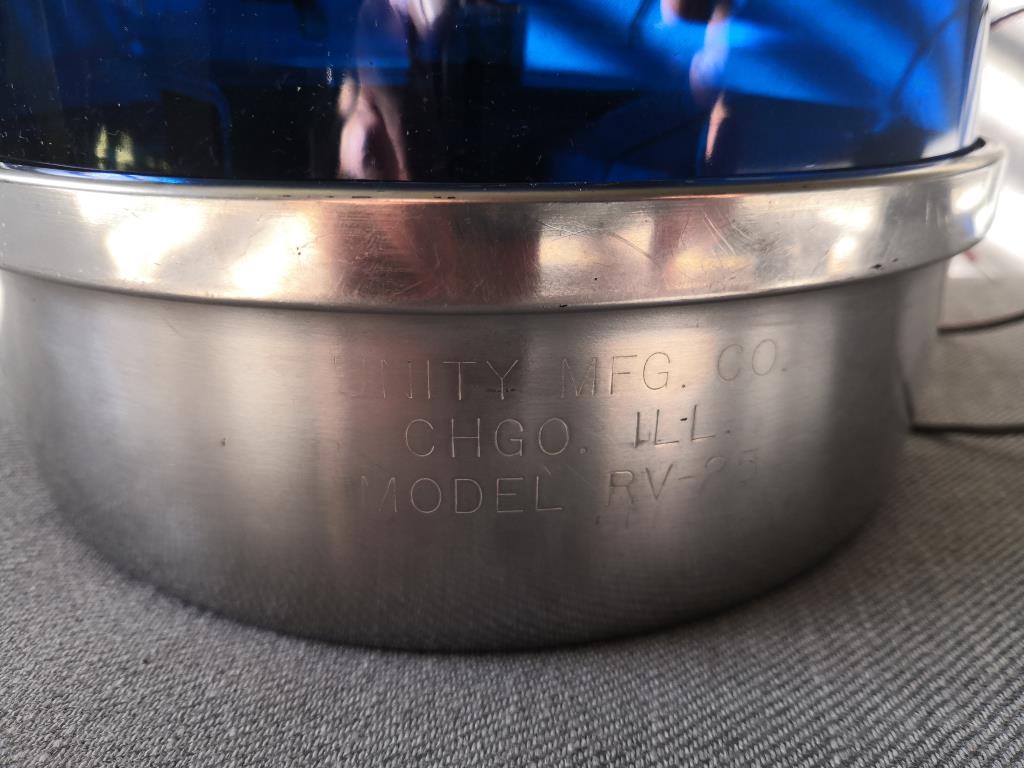 UNITY MFG. CO.
CHGO. ILL.
MODEL RV-25